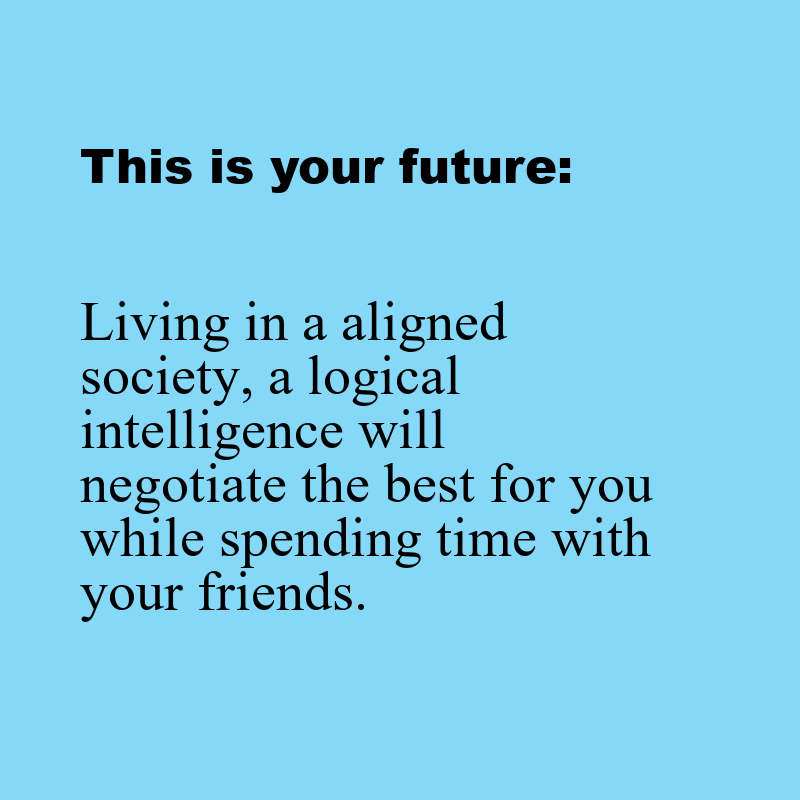 This is your future:
Living in a aligned
society, a logical
intelligence will
negotiate the best for you
while spending time with
your friends.